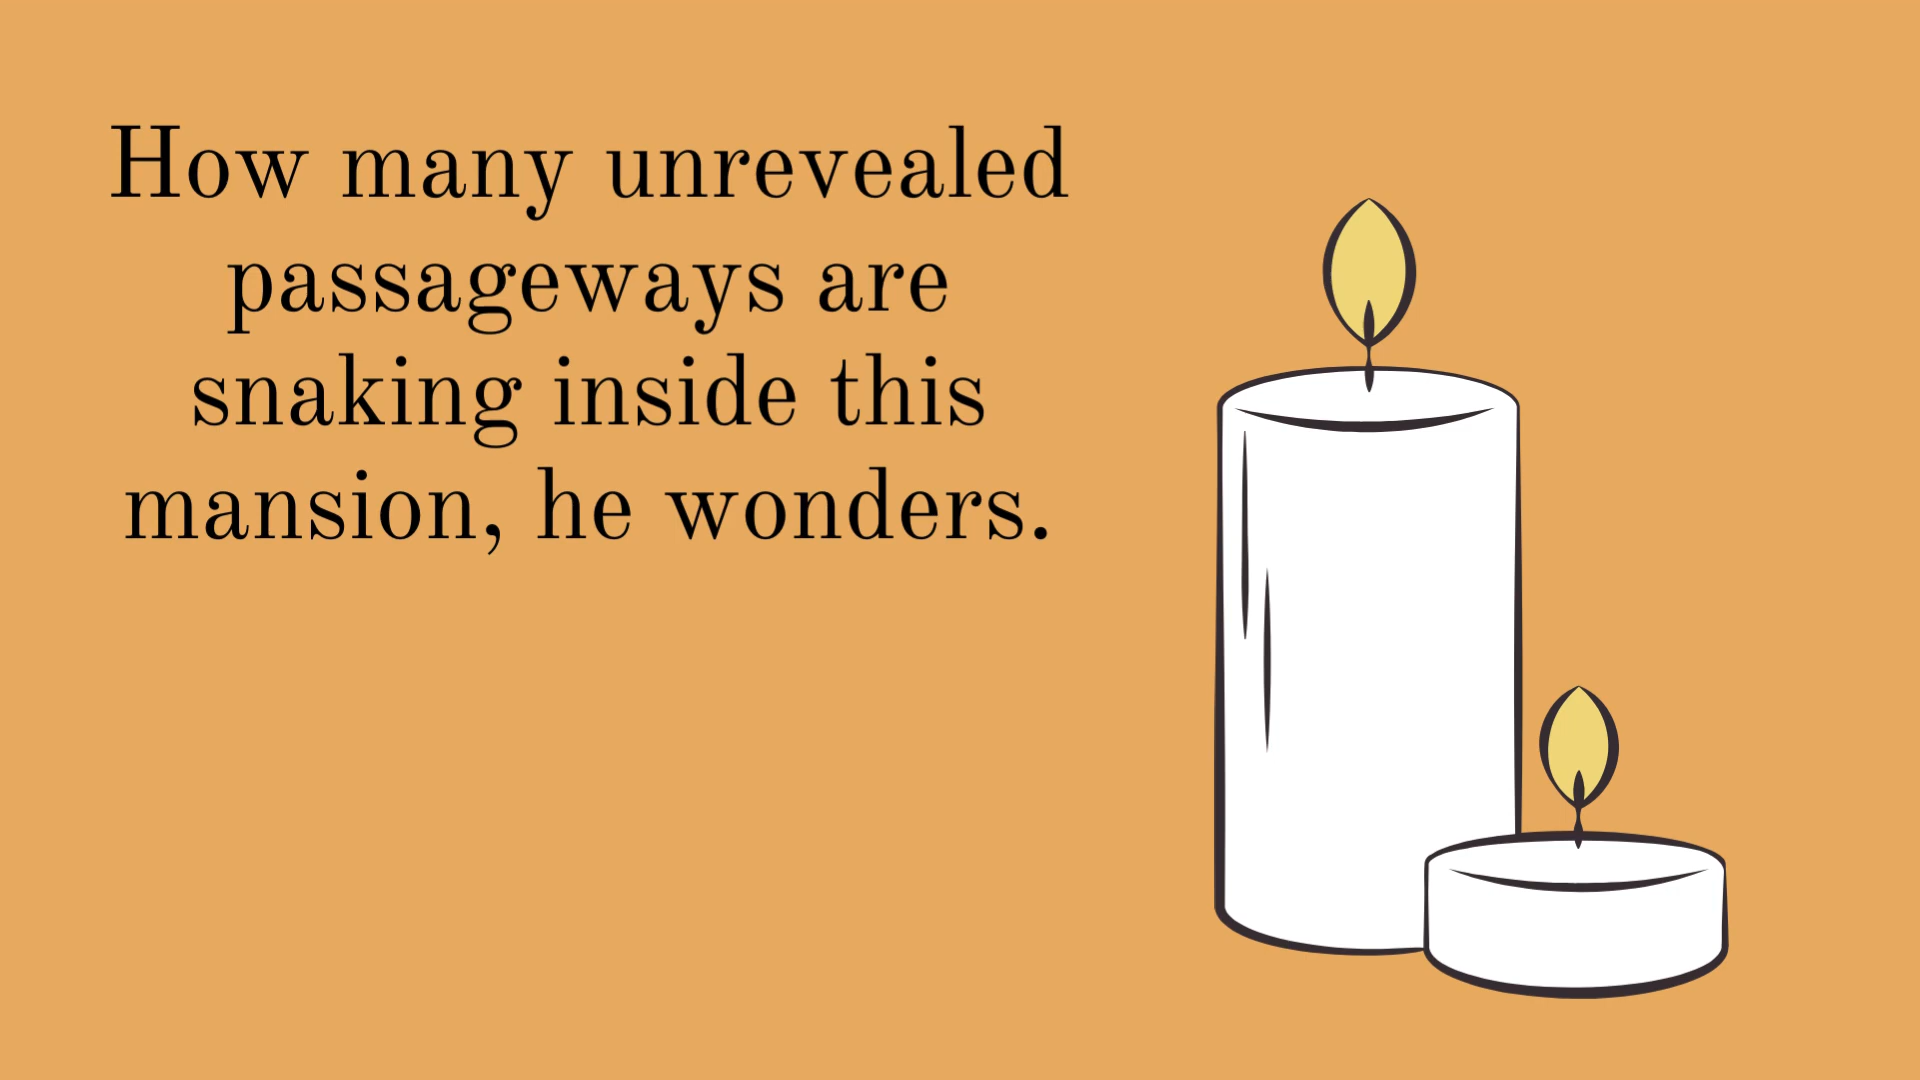 How many unrevealed
passageways are
snaking inside this
mansion, he wonders.